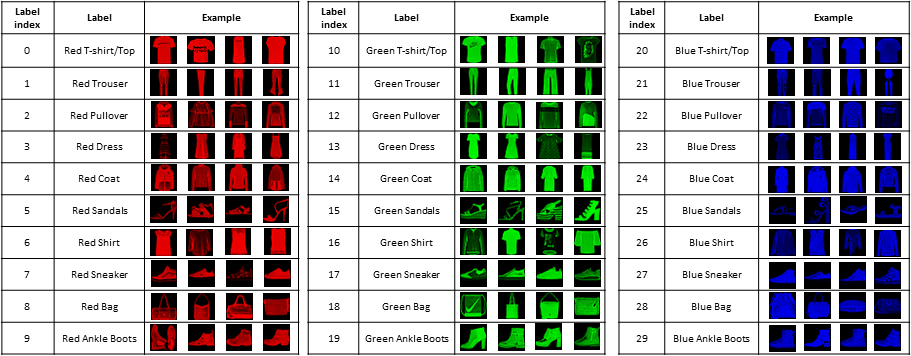 Label index Label Example
0 Red T-shirt/Top
1 Red Trouser
2 Red Pullover
3 Red Dress
4 Red Coat
5 Red Sandals
6 Red Shirt
7 Red Sneaker
8 Red Bag
9 Red Ankle Boots
Label index Label Example
10 Green T-shirt/Top
11 Green Trouser
12 Green Pullover
13 Green Dress
14 Green Coat
15 Green Sandals
16 Green Shirt
17 Green Sneaker
18 Green Bag
19 Green Ankle Boots
Label index Label Example
20 Blue T-shirt/Top
21 Blue Trouser
22 Blue Pullover
23 Blue Dress
24 Blue Coat
25 Blue Sandals
26 Blue Shirt
27 Blue Sneaker
28 Blue Bag
29 Blue Ankle Boots